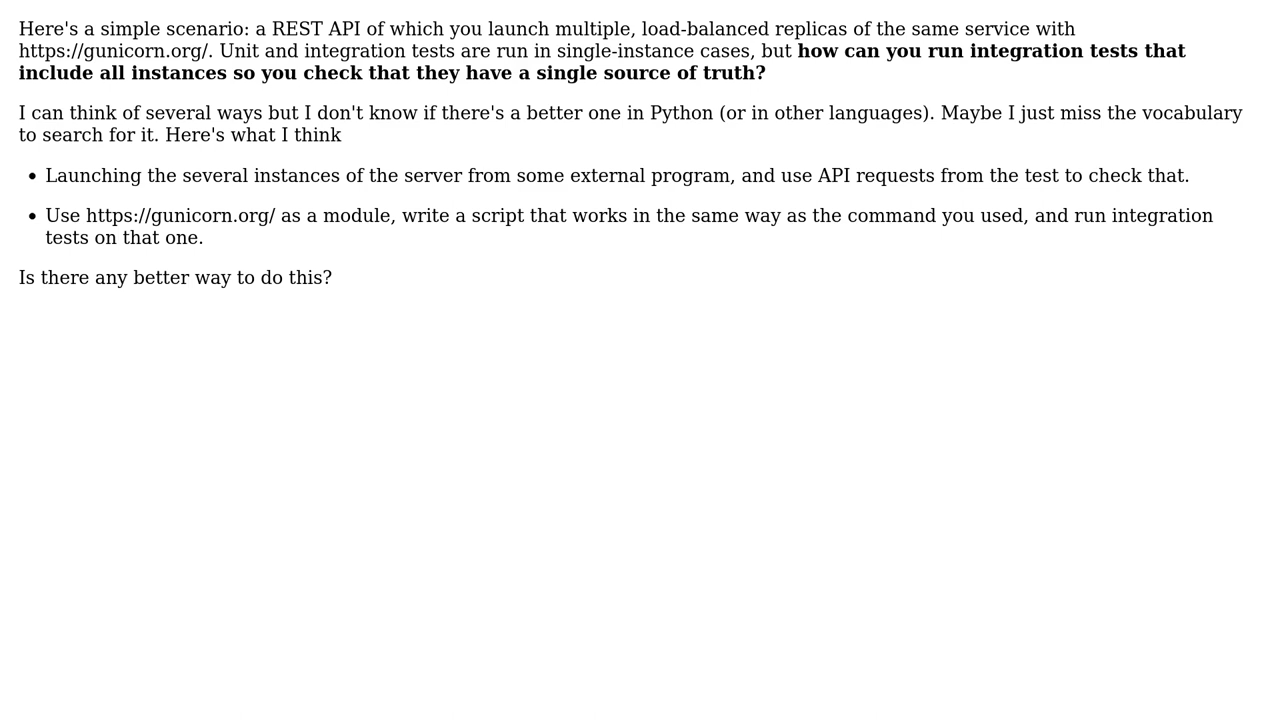 Here's a simple scenario: a REST API of which you launch multiple, load-balanced replicas of the same service with
https://gunicorn.org/. Unit and integration tests are run in single-instance cases, but how can you run integration tests that
include all instances so you check that they have a single source of truth?
I can think of several ways but I don't know if there's a better one in Python (or in other languages). Maybe I just miss the vocabulary
to search for it. Here's what I think
• Launching the several instances of the server from some external program, and use API requests from the test to check that.
• Use https://gunicorn.org/ as a module, write a script that works in the same way as the command you used, and run integration
tests on that one.
Is there any better way to do this?